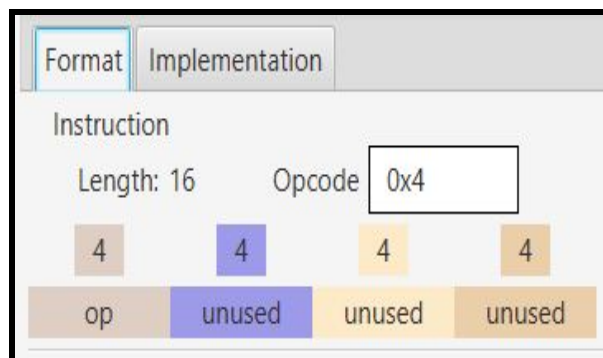 Format Implementation
Instruction
Length: 16 Opcode 0x4
4 4 4 4
op unused unused unused